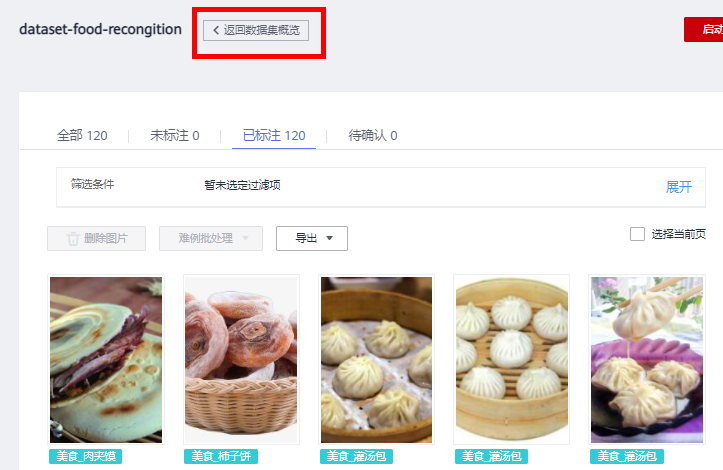 dataset-food-recongition
返回数据集概览
启动
全部 120
未标注 0
已标注 120
待确认 0
筛选条件
暂未选定过滤项
展开
删除图片
难例批处理
导出
选择当前页
美食_肉夹馍
美食_柿子饼
美食_灌汤包
美食_灌汤包
美食_灌汤包